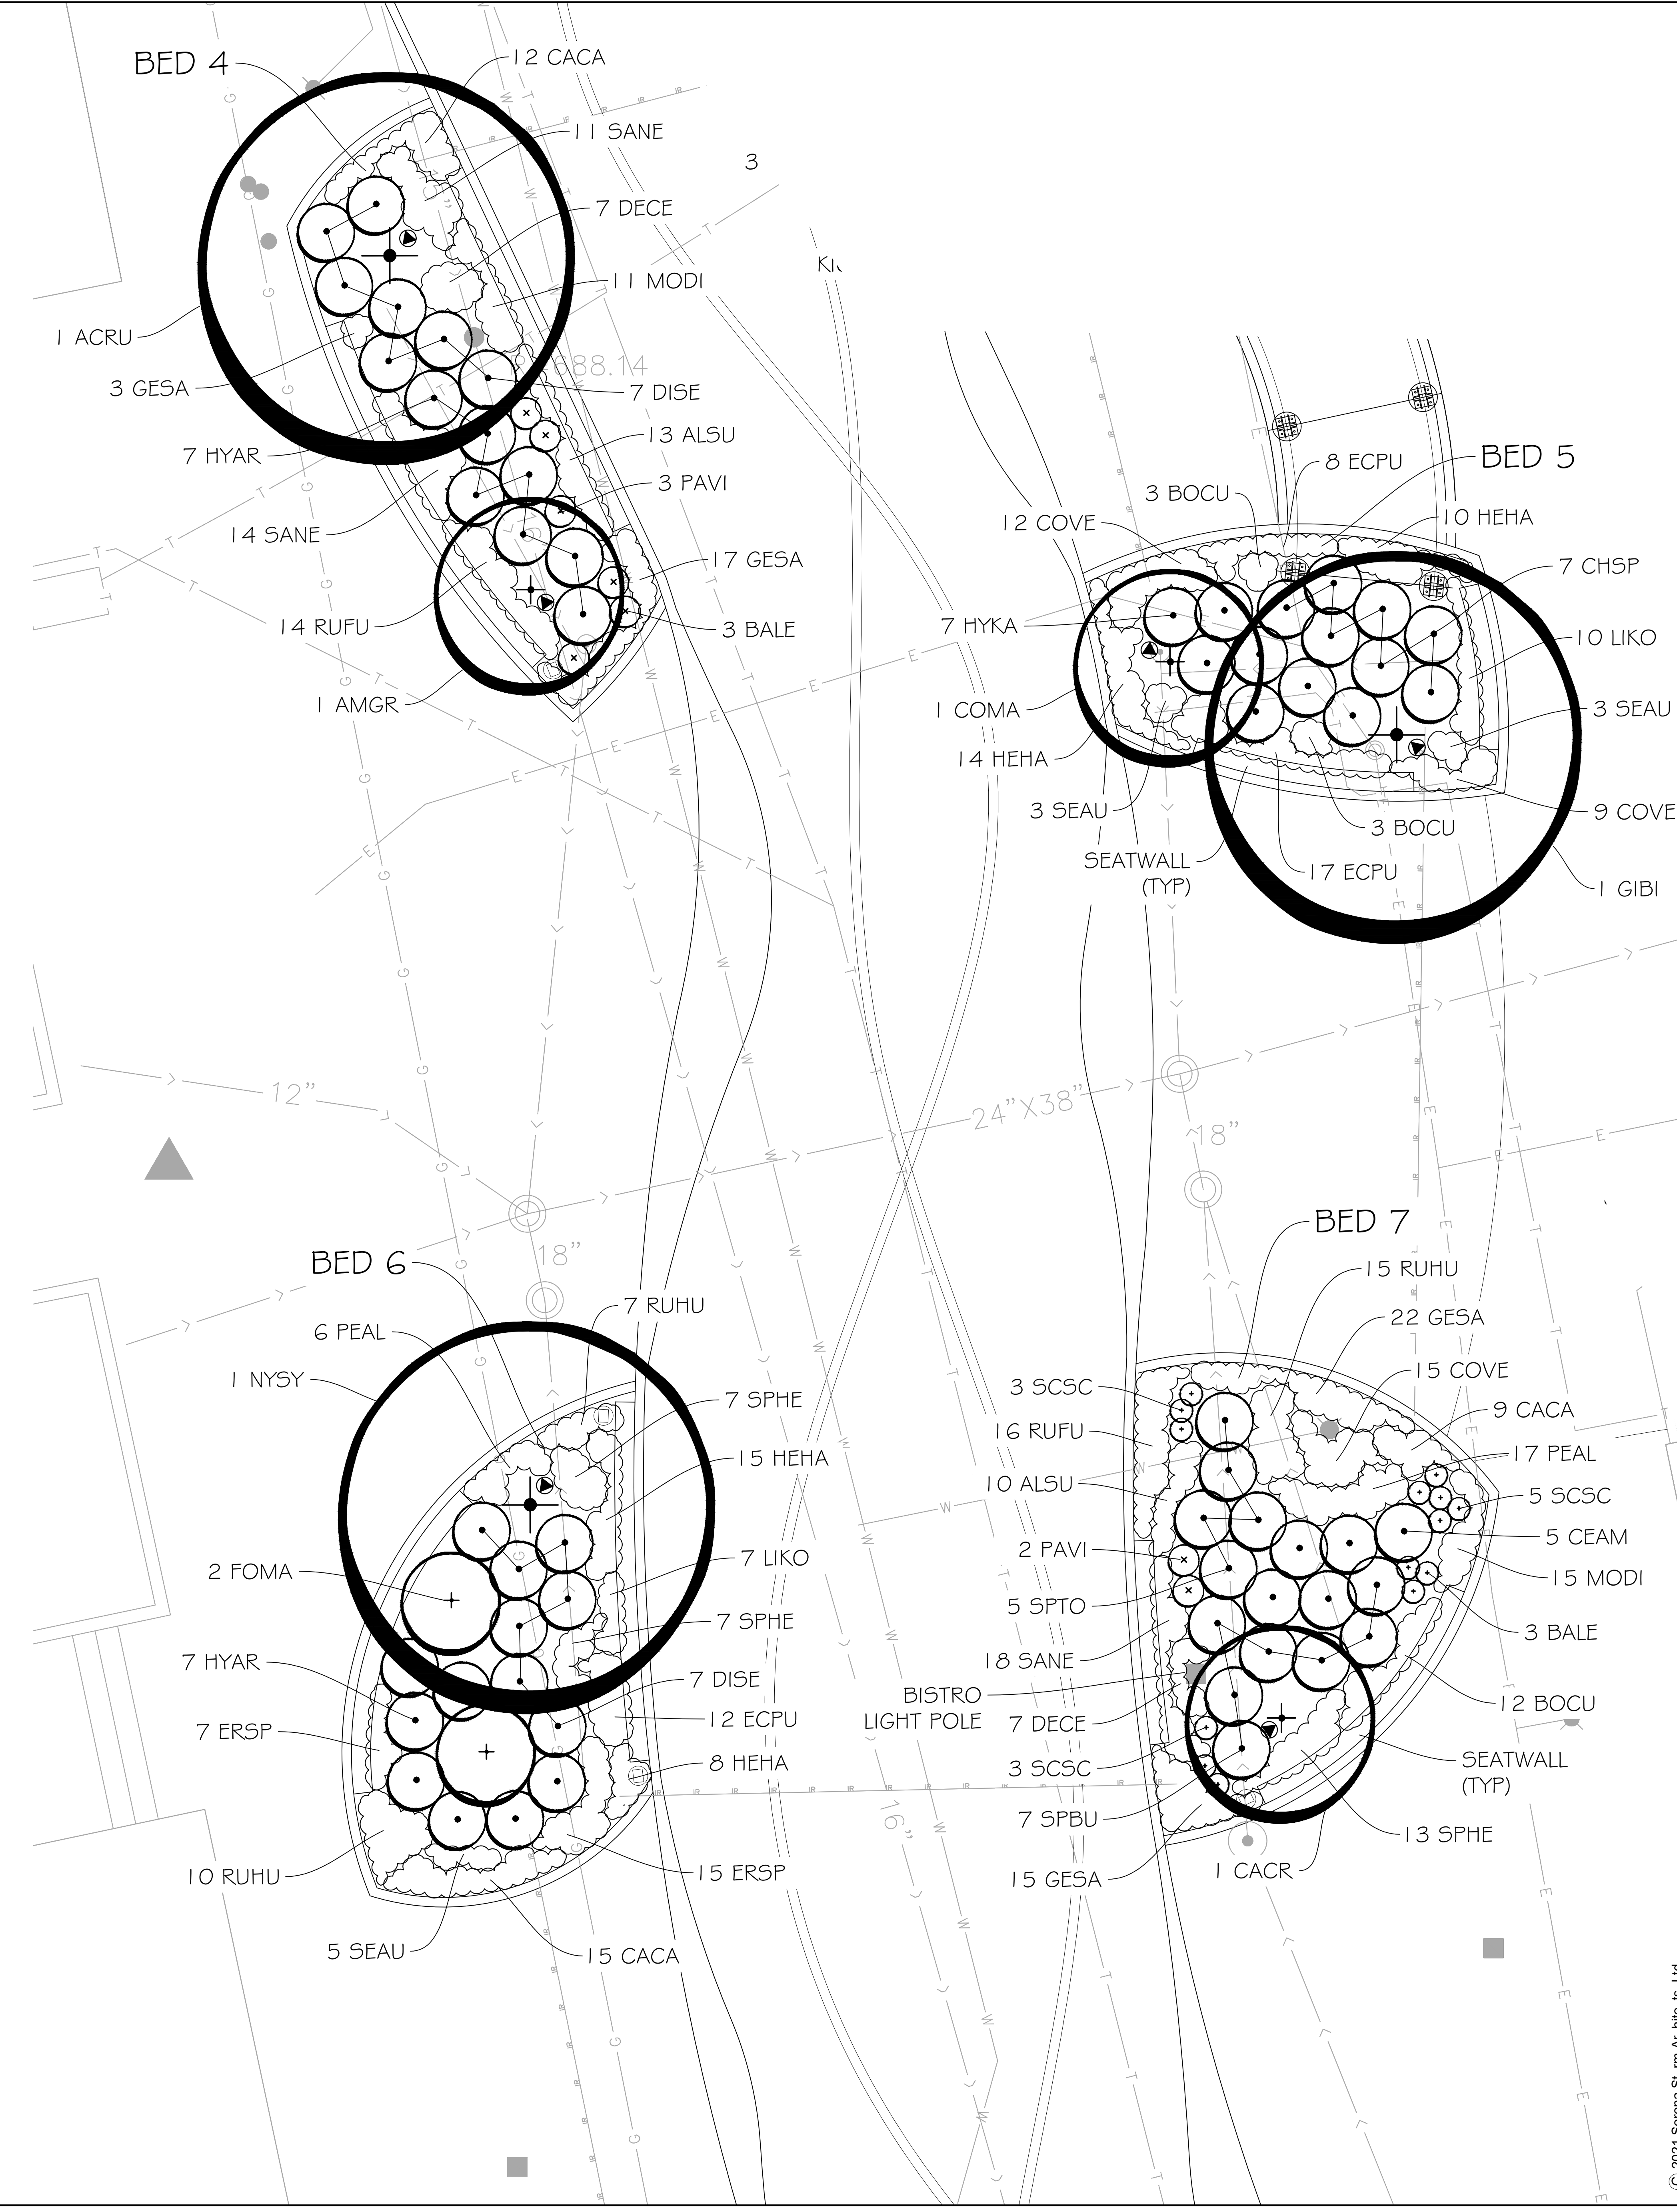 BED 4
12 CACA
11 SANE
3
7 DECE
11 MODI
1 ACRU
3 GESA
7 DISE
7 HYAR
13 ALSU
3 PAVI
14 SANE
17 GESA
14 RUFU
3 BALE
1 AMGR
BED 5
8 ECPU
3 BOCU
12 COVE
10 HEHA
7 CHSP
7 HYKA
10 LIKO
1 COMA
3 SEAU
14 HEHA
3 SEAU
9 COVE
3 BOCU
SEATWALL
(TYP)
17 ECPU
1 GIBI
12"
24"X38"
18"
18"
BED 6
7 RUHU
6 PEAL
1 NYSY
7 SPHE
15 HEHA
2 FOMA
7 LIKO
7 SPHE
7 HYAR
7 DISE
7 ERSP
12 ECPU
8 HEHA
10 RUHU
15 ERSP
5 SEAU
15 CACA
16"
BED 7
15 RUHU
22 GESA
3 SCSC
15 COVE
16 RUFU
9 CACA
17 PEAL
10 ALSU
5 SCSC
2 PAVI
5 CEAM
15 MODI
5 SPTO
3 BALE
18 SANE
BISTRO
LIGHT POLE
12 BOCU
7 DECE
3 SCSC
SEATWALL
(TYP)
7 SPBU
13 SPHE
15 GESA
1 CACR